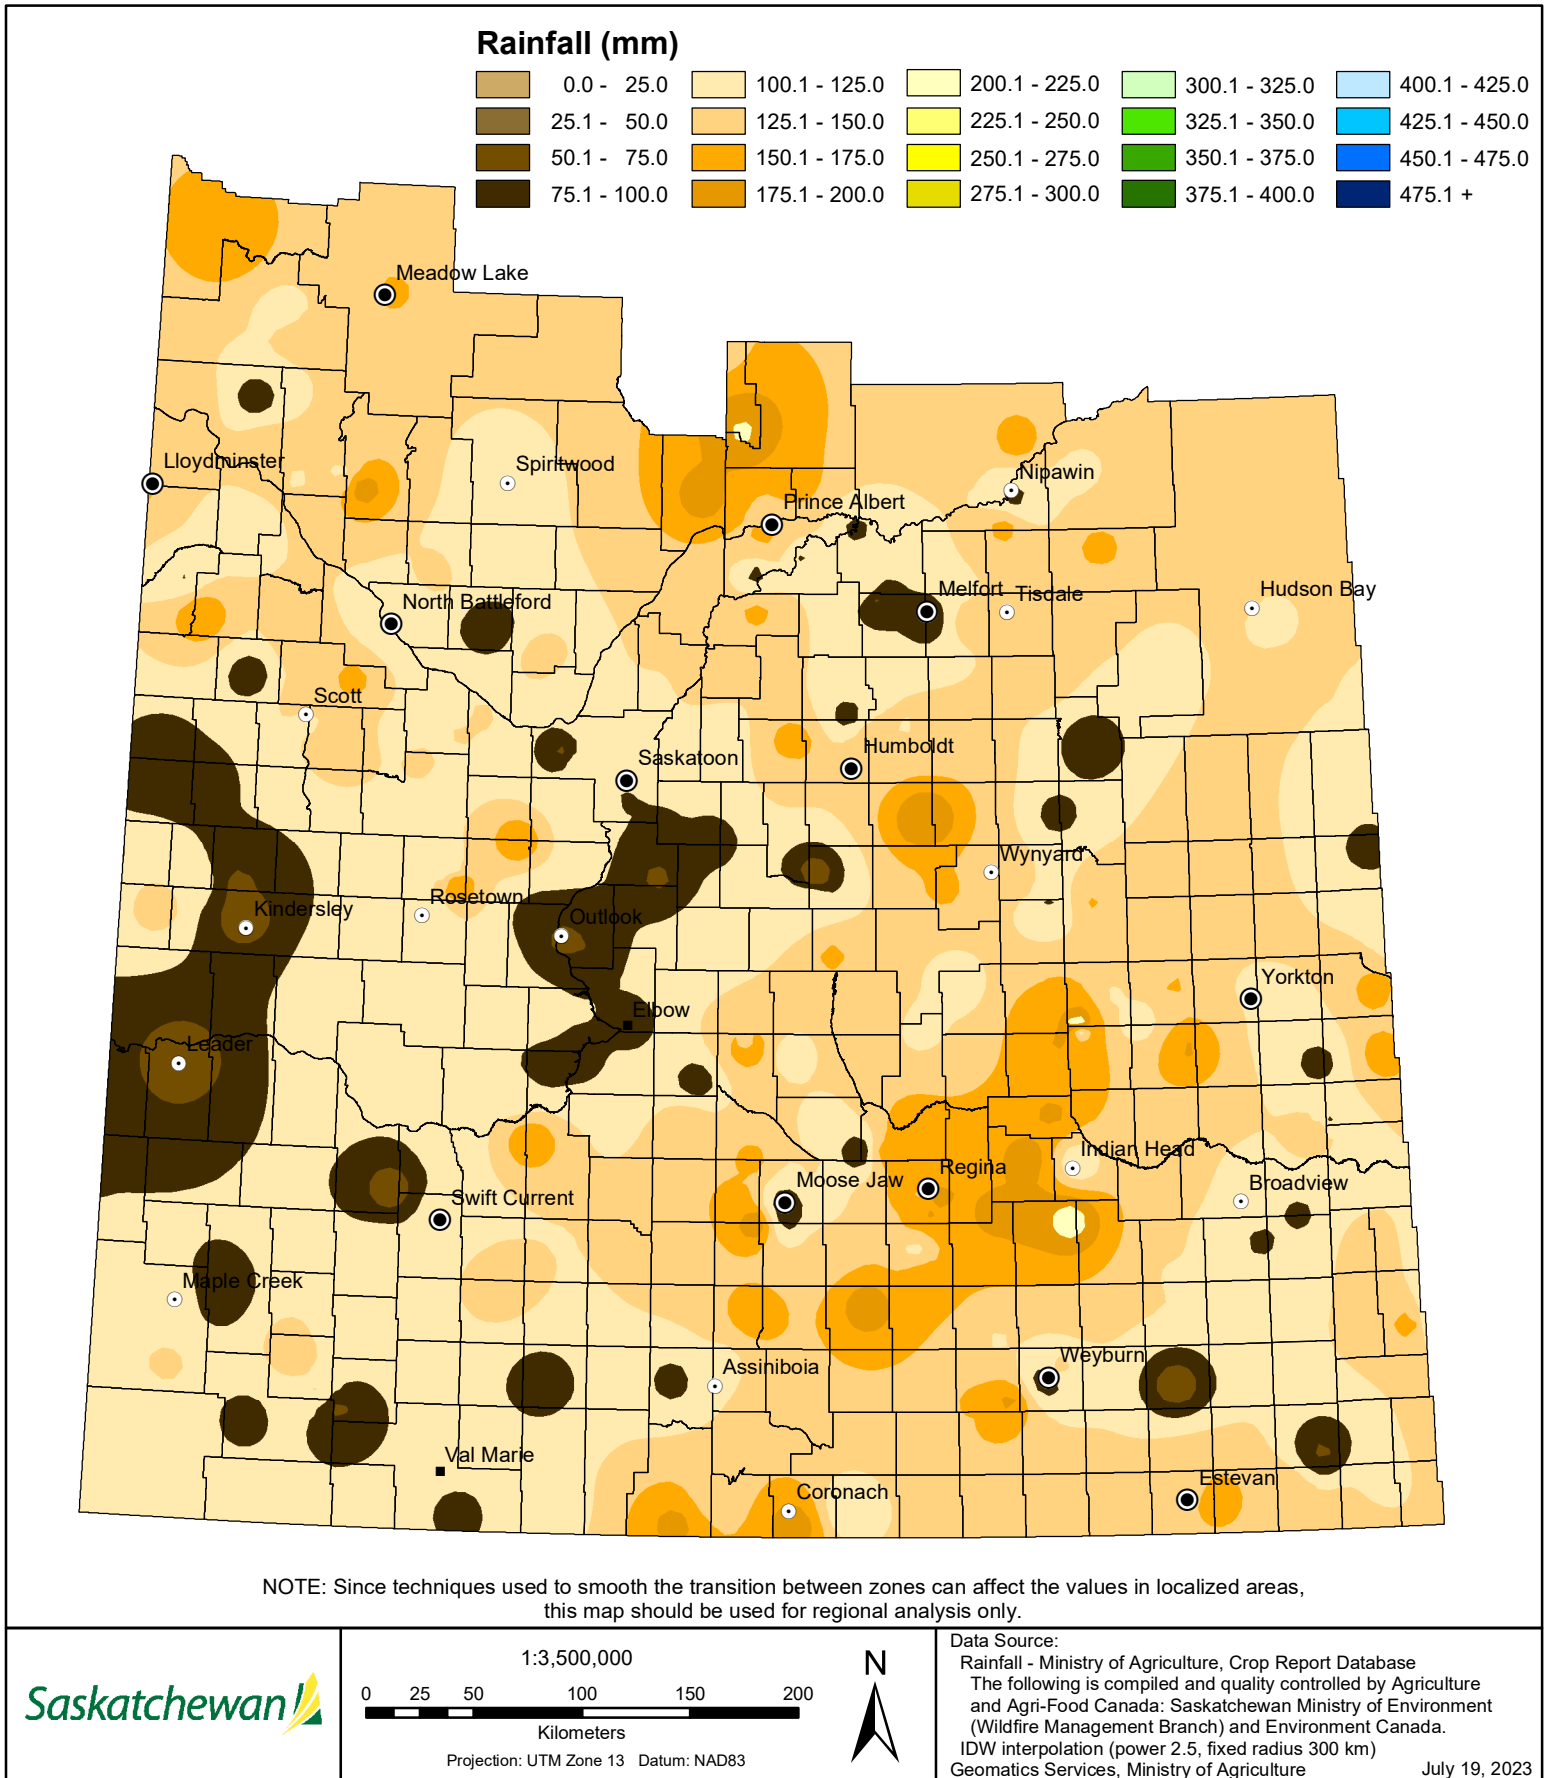 Rainfall (mm)
0.0 - 25.0
25.1 - 50.0
50.1 - 75.0
75.1 - 100.0
100.1 - 125.0
125.1 - 150.0
150.1 - 175.0
175.1 - 200.0
200.1 - 225.0
225.1 - 250.0
250.1 - 275.0
275.1 - 300.0
300.1 - 325.0
325.1 - 350.0
350.1 - 375.0
375.1 - 400.0
400.1 - 425.0
425.1 - 450.0
450.1 - 475.0
475.1 +
Meadow Lake
Lloydminster
Spiritwood
Nipawin
Prince Albert
North Battleford
Melfort
Tisdale
Hudson Bay
Scott
Saskatoon
Humboldt
Wynyard
Kindersley
Rosetown
Outlook
Yorkton
Elbow
Leader
Indian Head
Regina
Moose Jaw
Broadview
Swift Current
Maple Creek
Assiniboia
Weyburn
Val Marie
Coronach
Estevan
NOTE: Since techniques used to smooth the transition between zones can affect the values in localized areas,
this map should be used for regional analysis only.
Saskatchewan
1:3,500,000
0 25 50 100 150 200
Kilometers
Projection: UTM Zone 13 Datum: NAD83
N
Data Source:
Rainfall - Ministry of Agriculture, Crop Report Database
The following is compiled and quality controlled by Agriculture
and Agri-Food Canada: Saskatchewan Ministry of Environment
(Wildfire Management Branch) and Environment Canada.
IDW interpolation (power 2.5, fixed radius 300 km)
Geomatics Services, Ministry of Agriculture
July 19, 2023